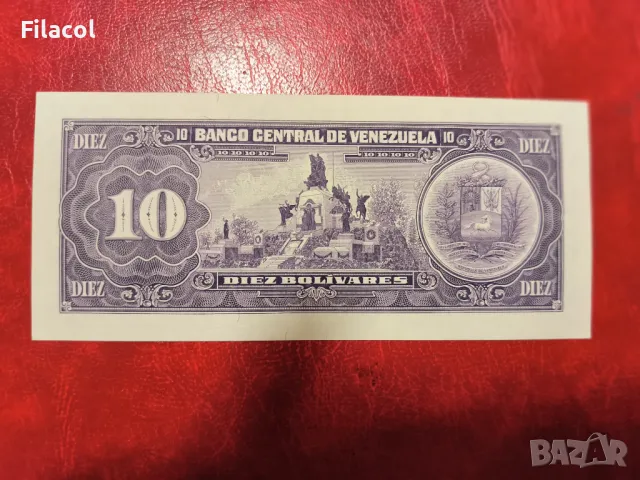 Filacol
DIEZ 10 BANCO CENTRAL DE VENEZUELA 10 DIEZ
10 10 10 10 10 10 10 10
10
DIEZ DIEZ BOLÍVARES DIEZ
BAZAR